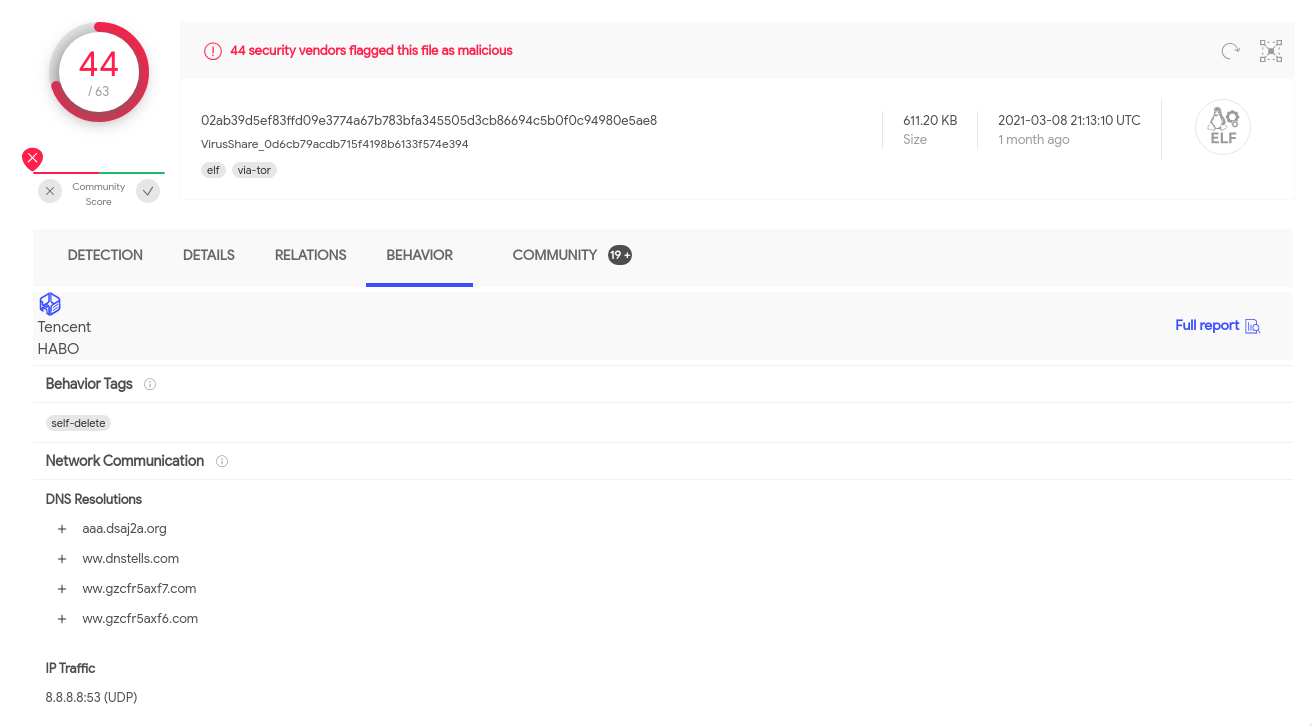 44
/ 63
44 security vendors flagged this file as malicious
02ab39d5ef83ffd09e3774a67b783bfa345505d3cb86694c5b0f0c94980e5ae8
VirusShare_0d6cb79acdb715f4198b6133f574e394
elf via-tor
611.20 KB
Size
2021-03-08 21:13:10 UTC
1 month ago
ELF
Community
Score
DETECTION DETAILS RELATIONS BEHAVIOR COMMUNITY 19 +
Tencent
HABO
Full report
Behavior Tags
self-delete
Network Communication
DNS Resolutions
+ aaa.dsaj2a.org
+ ww.dnstells.com
+ ww.gzcfr5axf7.com
+ ww.gzcfr5axf6.com
IP Traffic
8.8.8.8:53 (UDP)